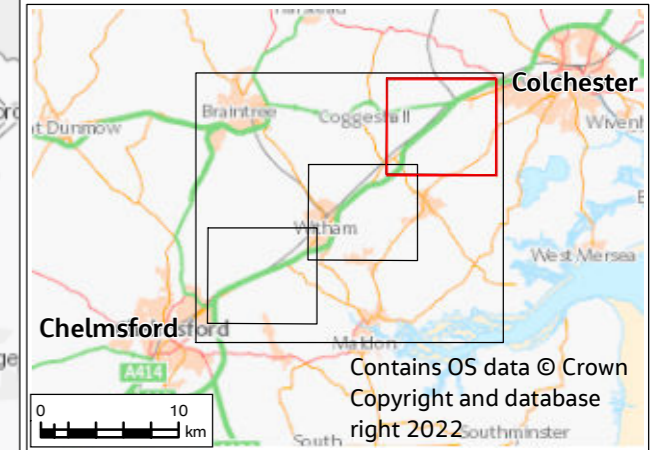 Colchester
Braintree
Coggeshall
t Dunmow
Witham
West Mersea
Chelmsford
Maldon
A414
Contains OS data © Crown
Copyright and database
right 2022
0 10
km
South
Southminster